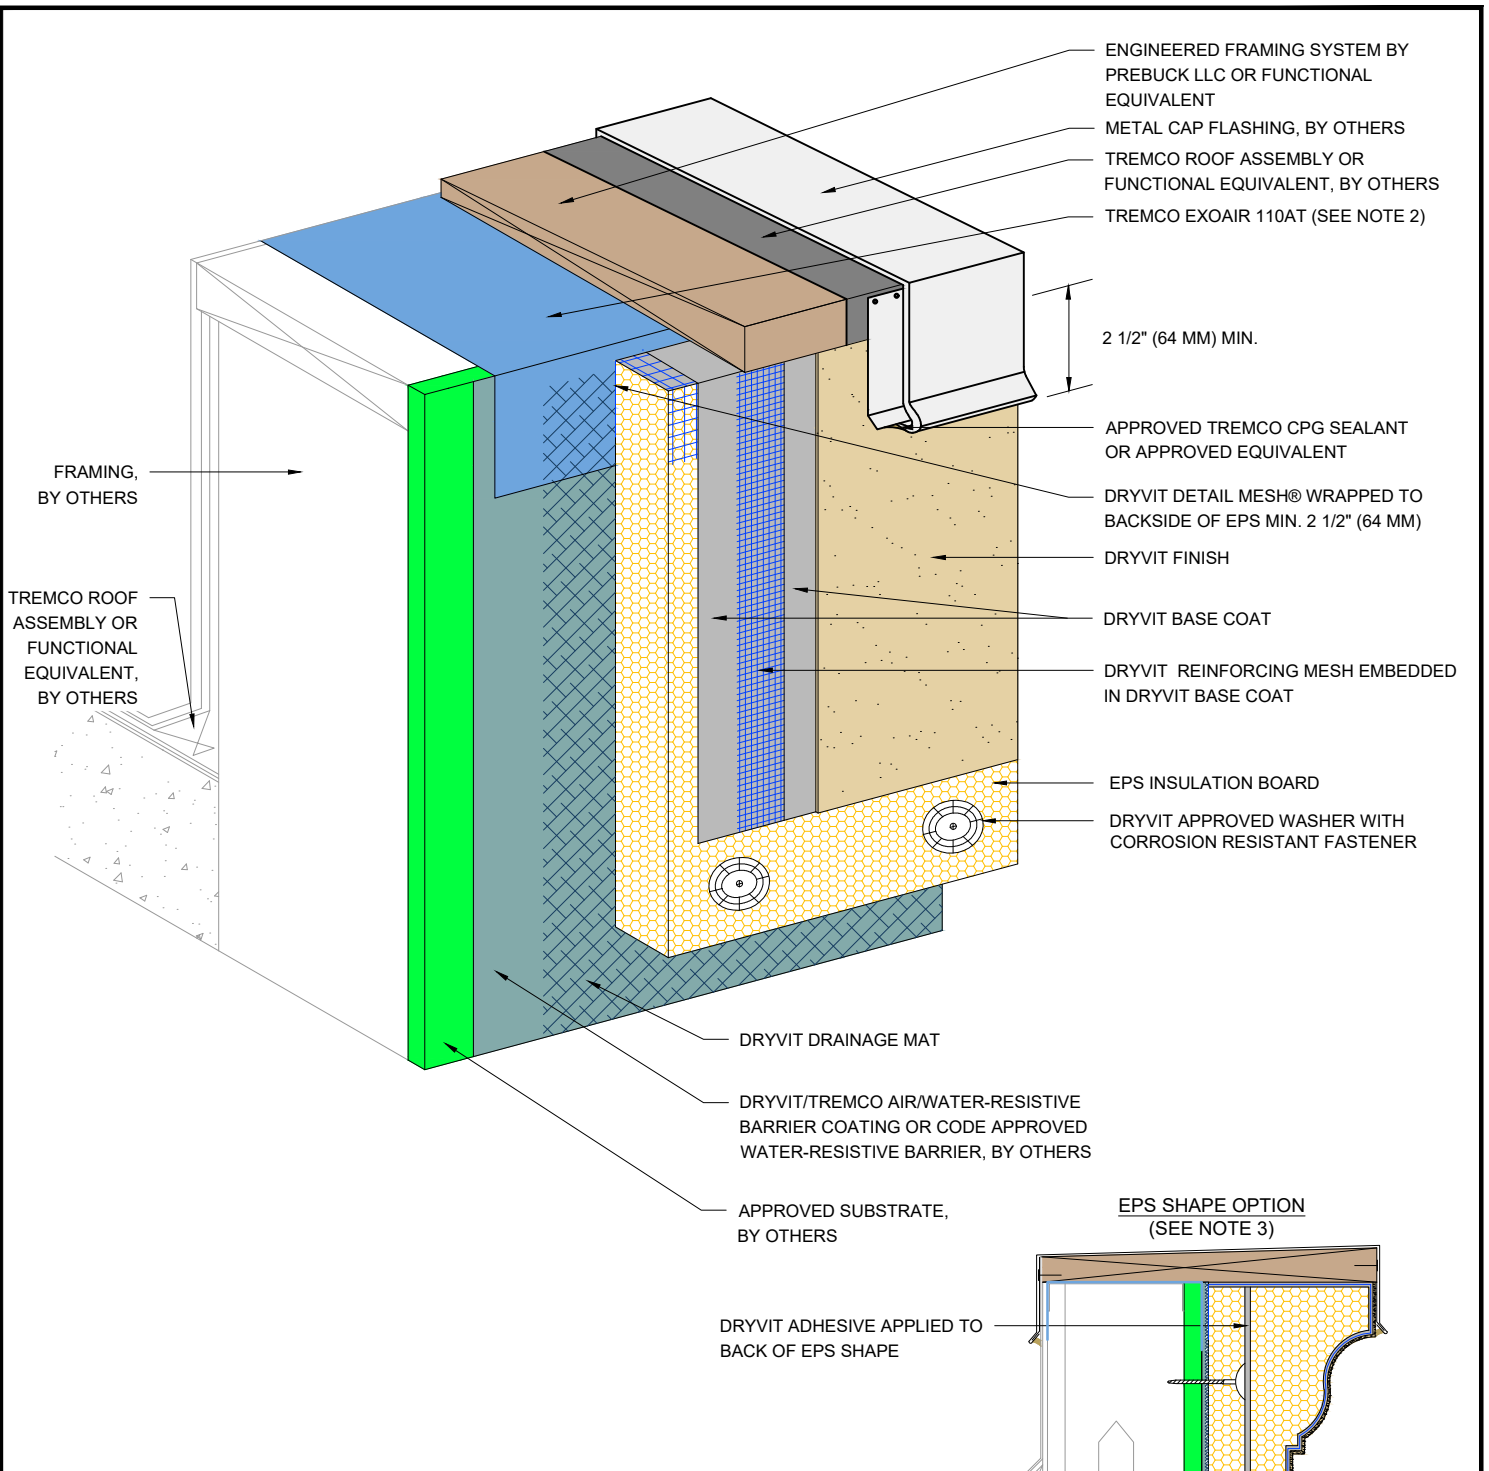 ENGINEERED FRAMING SYSTEM BY
PREBUCK LLC OR FUNCTIONAL
EQUIVALENT
METAL CAP FLASHING, BY OTHERS
TREMCO ROOF ASSEMBLY OR
FUNCTIONAL EQUIVALENT, BY OTHERS
TREMCO EXOAIR 110AT (SEE NOTE 2)
2 1/2" (64 MM) MIN.
APPROVED TREMCO CPG SEALANT
OR APPROVED EQUIVALENT
DRYVIT DETAIL MESH® WRAPPED TO
BACKSIDE OF EPS MIN. 2 1/2" (64 MM)
DRYVIT FINISH
DRYVIT BASE COAT
DRYVIT REINFORCING MESH EMBEDDED
IN DRYVIT BASE COAT
EPS INSULATION BOARD
DRYVIT APPROVED WASHER WITH
CORROSION RESISTANT FASTENER
FRAMING,
BY OTHERS
TREMCO ROOF
ASSEMBLY OR
FUNCTIONAL
EQUIVALENT,
BY OTHERS
DRYVIT DRAINAGE MAT
DRYVIT/TREMCO AIR/WATER-RESISTIVE
BARRIER COATING OR CODE APPROVED
WATER-RESISTIVE BARRIER, BY OTHERS
APPROVED SUBSTRATE,
BY OTHERS
EPS SHAPE OPTION
(SEE NOTE 3)
DRYVIT ADHESIVE APPLIED TO
BACK OF EPS SHAPE